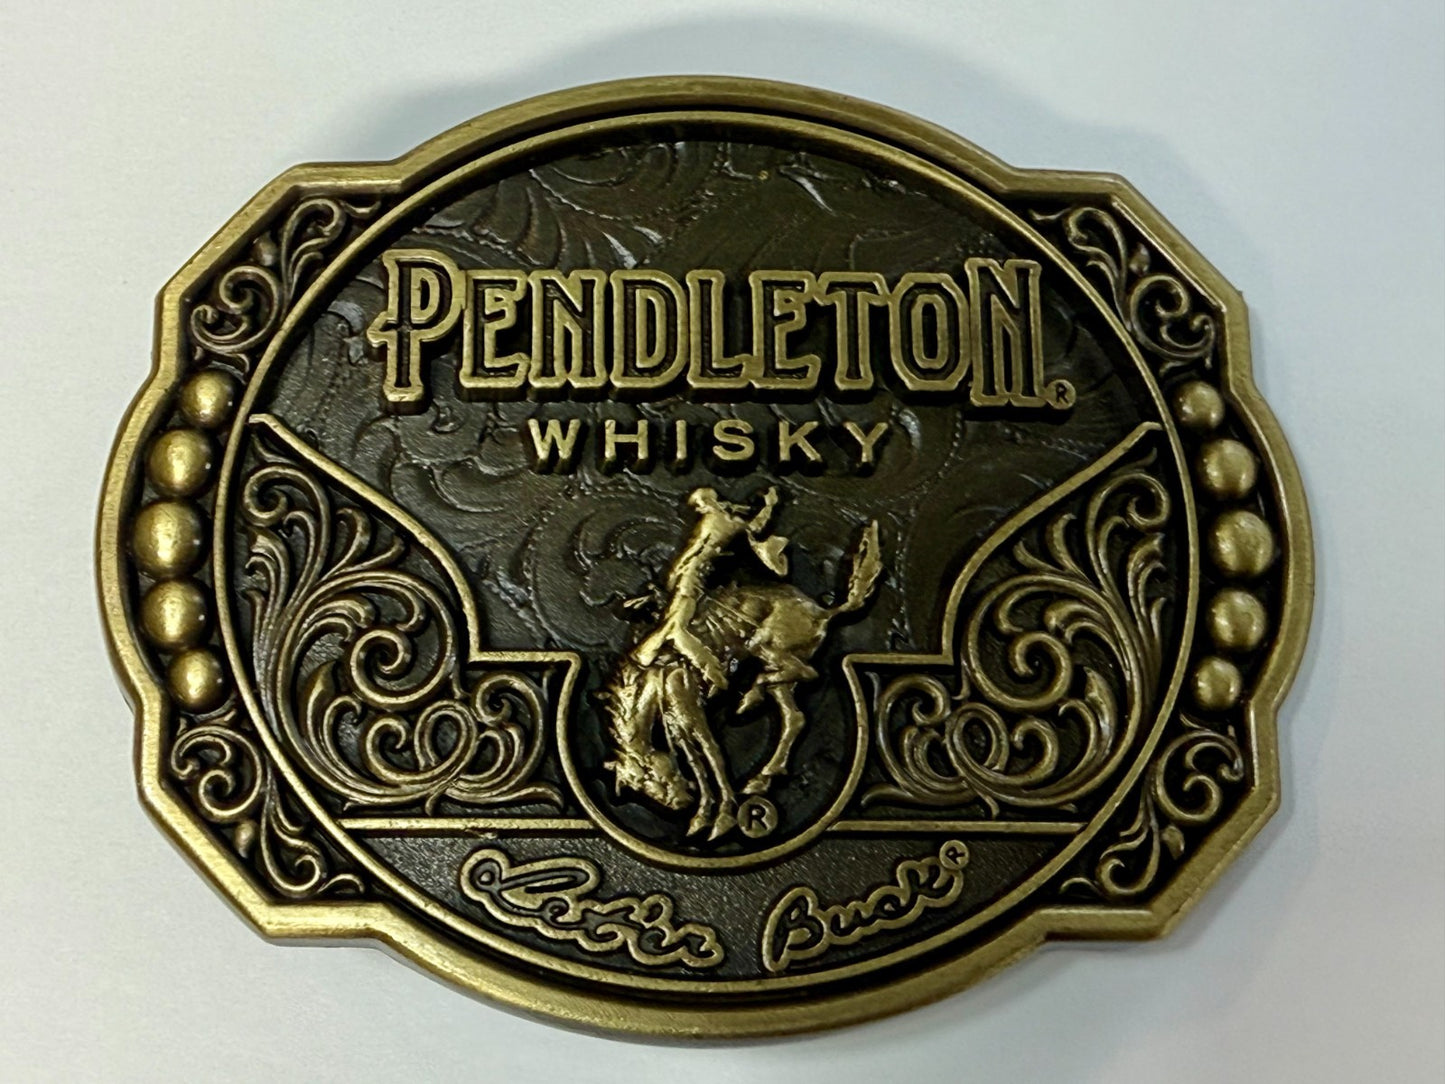 PENDLETON®
WHISKY
®
Let'er Buck®